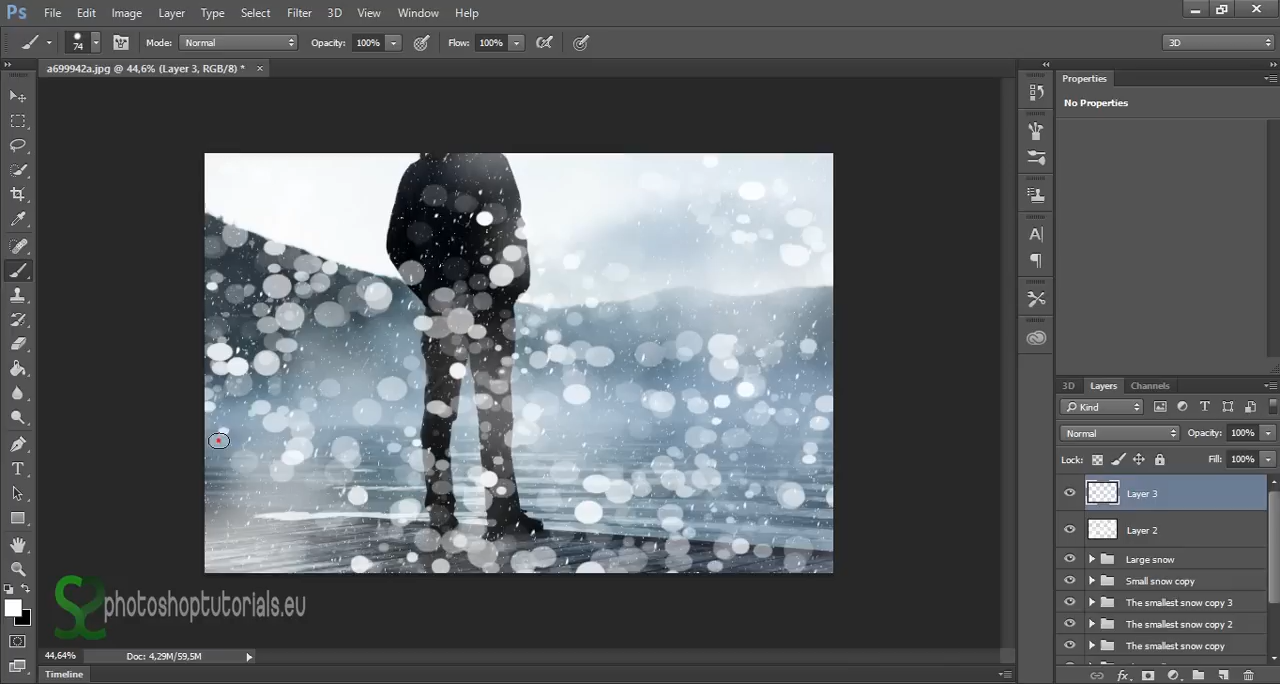 Ps File Edit Image Layer Type Select Filter 3D View Window Help
74 Mode: Normal Opacity: 100% Flow: 100% 3D
a699942a.jpg @ 44,6% (Layer 3, RGB/8) * ×
Properties
No Properties
3D Layers Channels
Kind
Normal Opacity: 100%
Lock: Fill: 100%
Layer 3
Layer 2
Large snow
Small snow copy
The smallest snow copy 3
The smallest snow copy 2
The smallest snow copy
photoshoptutorials.eu
44,64% Doc: 4,29M/59,5M
Timeline